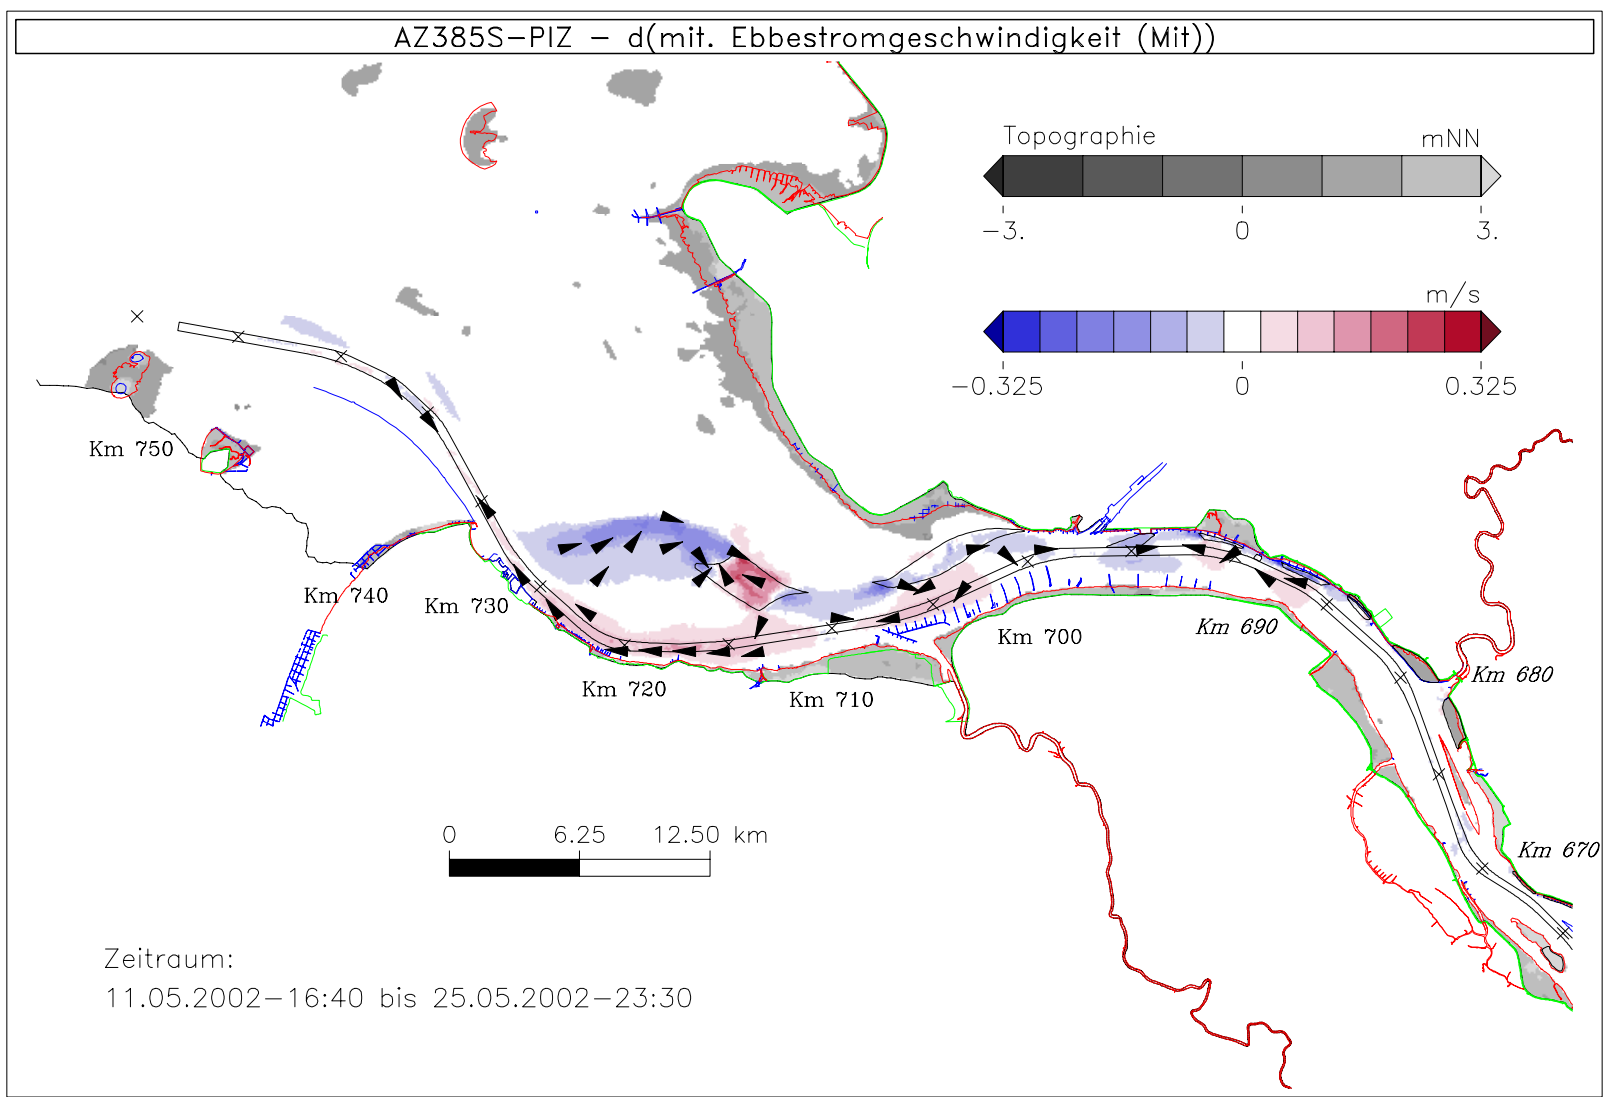 AZ385S-PIZ - d(mit. Ebbestromgeschwindigkeit (Mit))
Topographie mNN
-3. 0 3.
m/s
-0.325 0 0.325
Km 750
Km 740
Km 730
Km 720
Km 710
Km 700
Km 690
Km 680
Km 670
0 6.25 12.50 km
Zeitraum:
11.05.2002-16:40 bis 25.05.2002-23:30